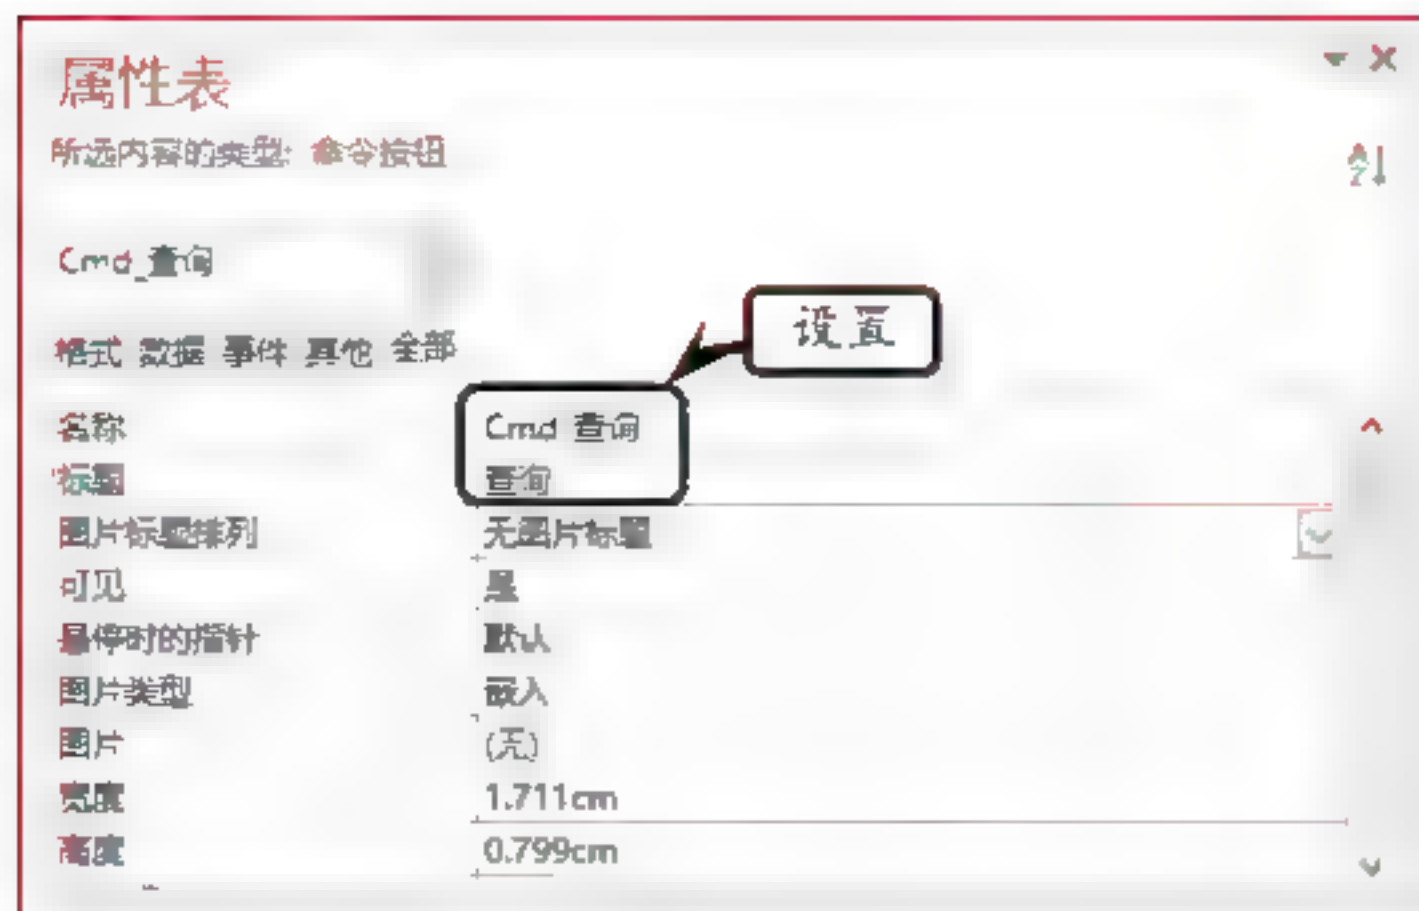 属性表
所选内容的类型: 命令按钮
Cmd_查询
格式 数据 事件 其他 全部
设置
名称 Cmd_查询
标题 查询
图片标题排列 无图片标题
可见 是
悬停时的指针 默认
图片类型 嵌入
图片 (无)
宽度 1.711cm
高度 0.799cm